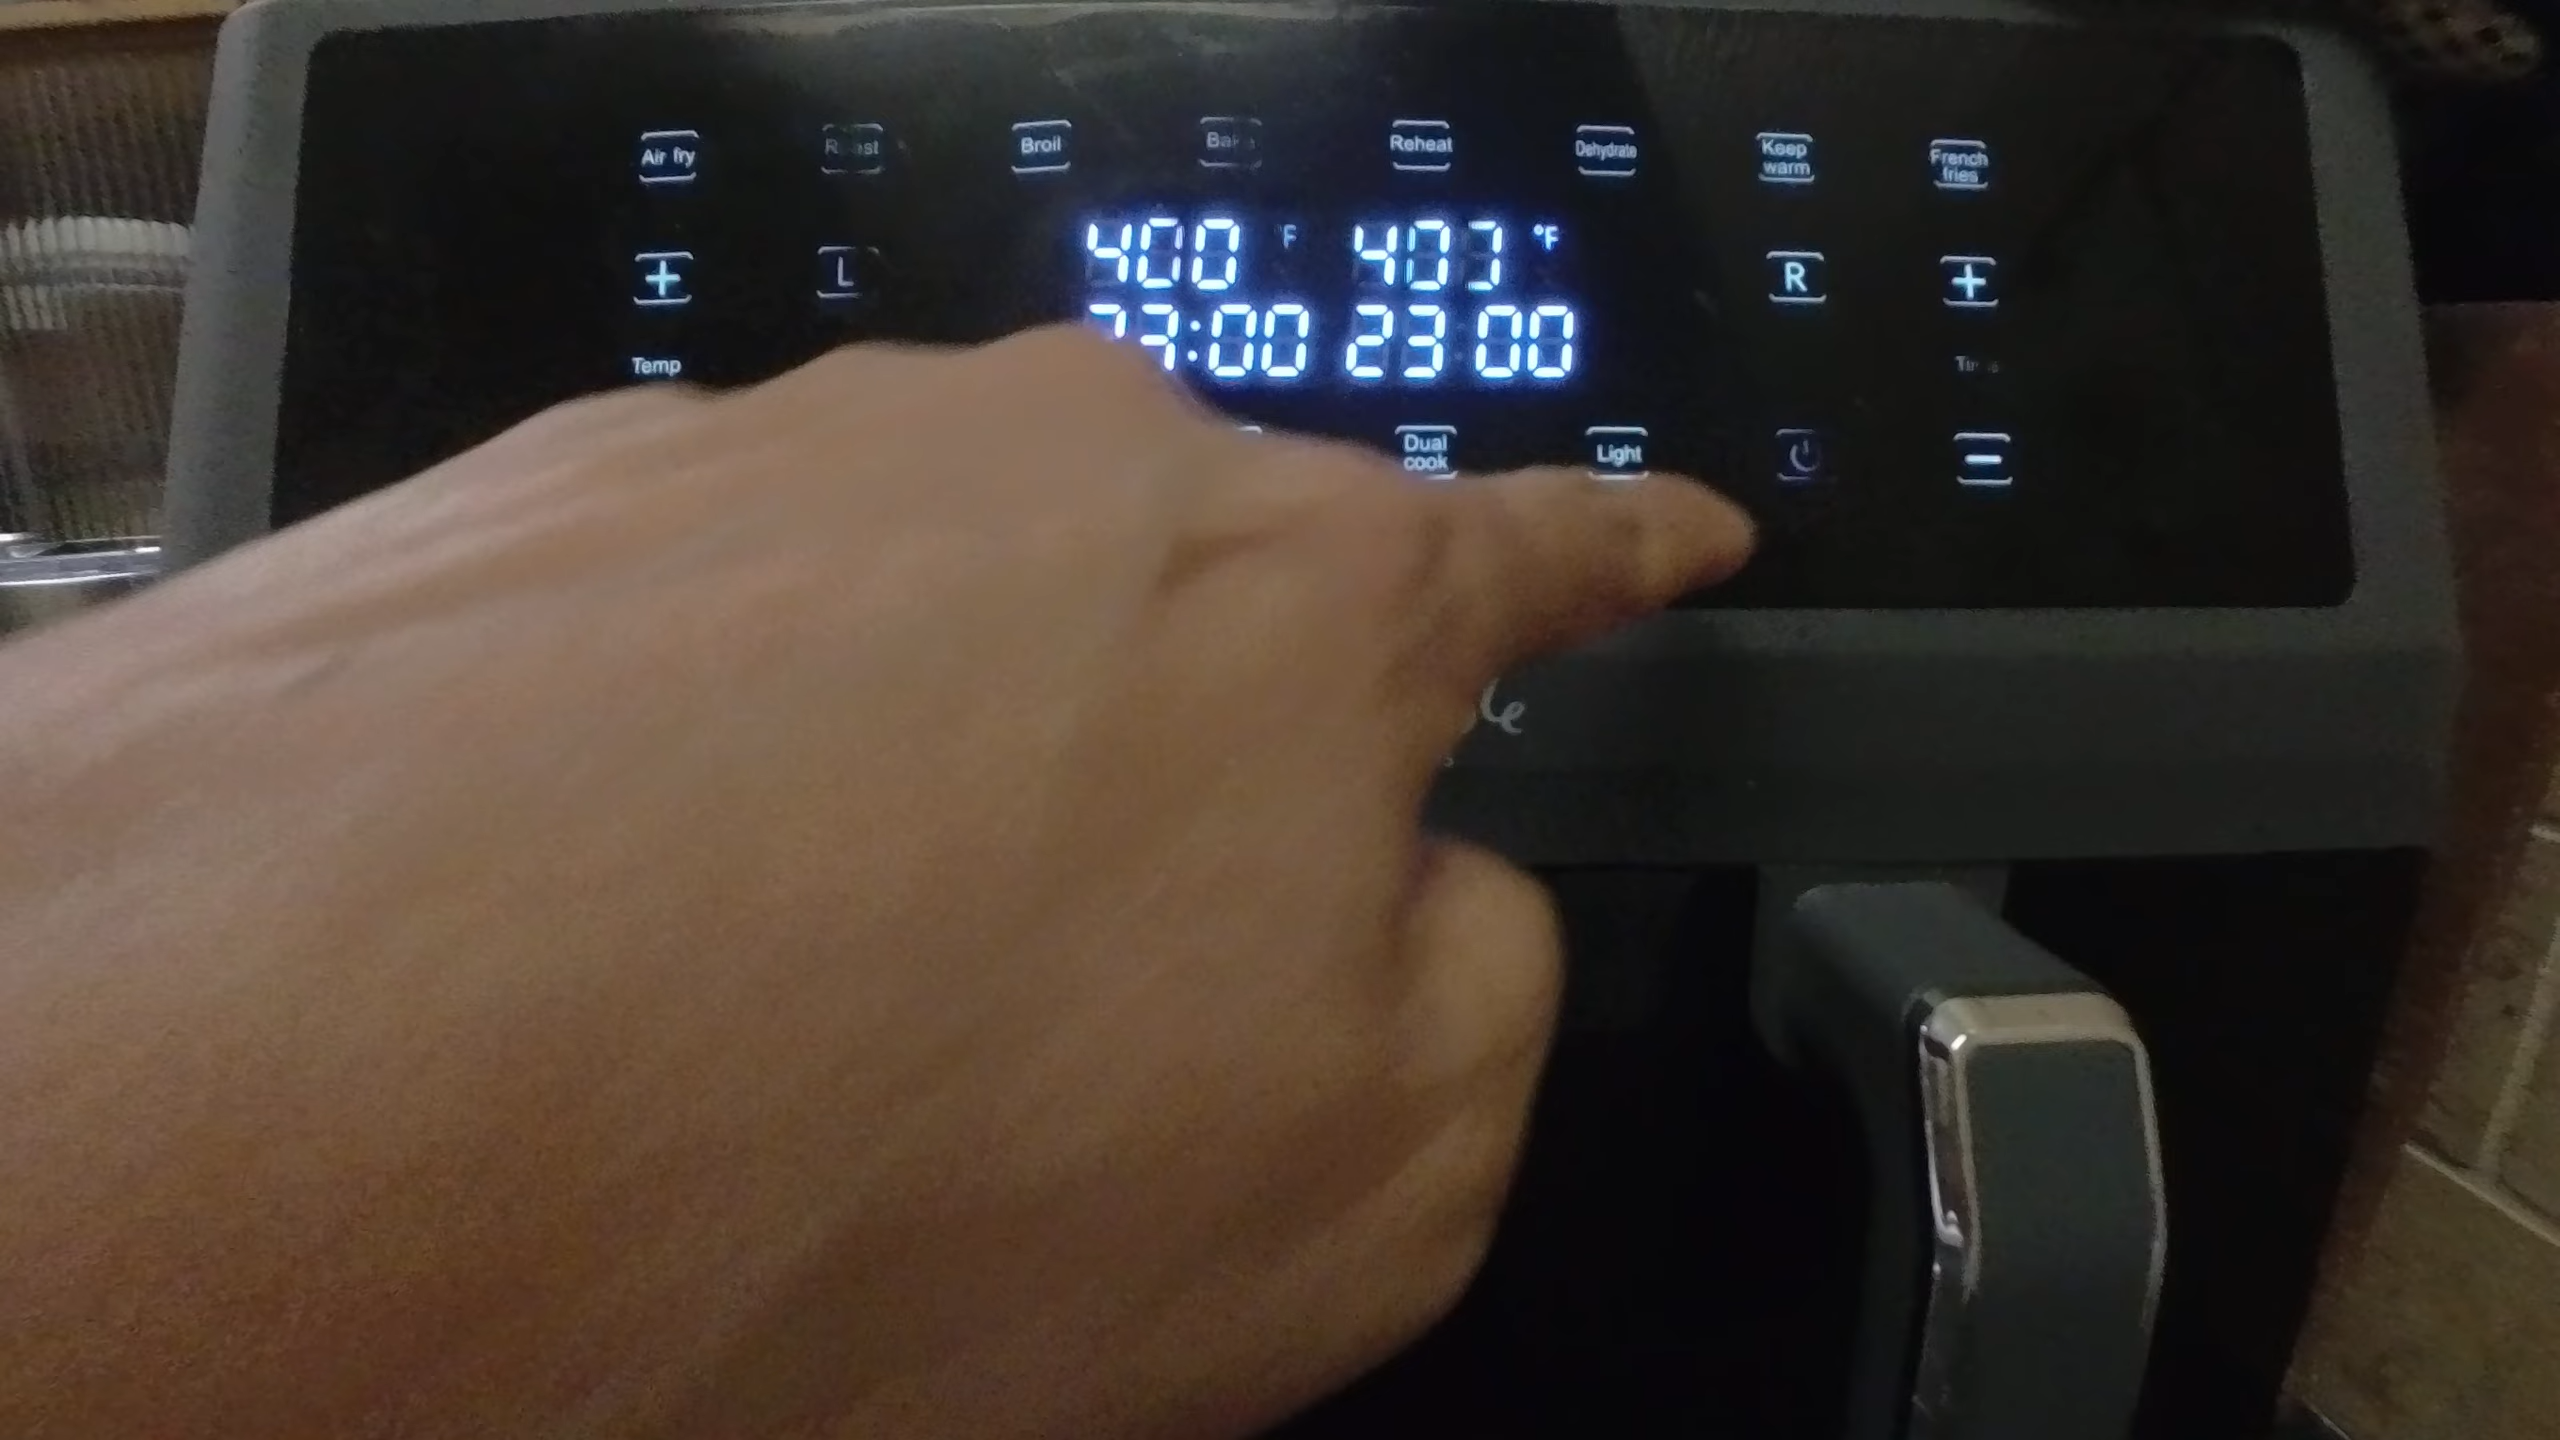 Air fry Roast Broil Bake Reheat Dehydrate Keep warm French fries
+ L 400 °F 400 °F R +
Temp 23:00 23:00 Time
Dual cook Light −